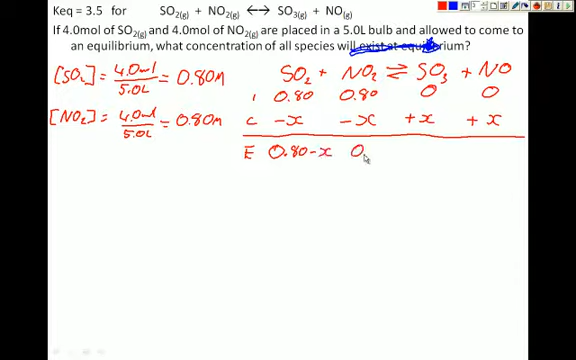 Keq = 3.5 for SO₂(g) + NO₂(g) ↔ SO₃(g) + NO(g)
If 4.0mol of SO₂(g) and 4.0mol of NO₂(g) are placed in a 5.0L bulb and allowed to come to
an equilibrium, what concentration of all species will exist at equilibrium?
[SO₂] = 4.0mol / 5.0L = 0.80M
SO₂ + NO₂ ⇌ SO₃ + NO
I 0.80 0.80 0 0
[NO₂] = 4.0mol / 5.0L = 0.80M
C -x -x +x +x
E 0.80-x 0.